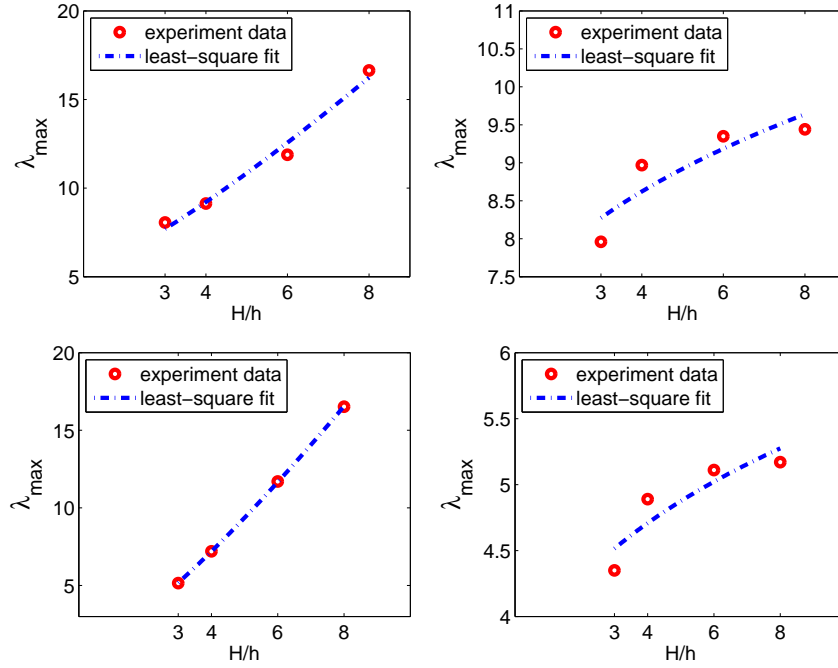 20
15
10
5
λmax
experiment data
least-square fit
3 4 6 8
H/h
11
10.5
10
9.5
9
8.5
8
7.5
λmax
experiment data
least-square fit
3 4 6 8
H/h
20
15
10
5
λmax
experiment data
least-square fit
3 4 6 8
H/h
6
5.5
5
4.5
4
λmax
experiment data
least-square fit
3 4 6 8
H/h